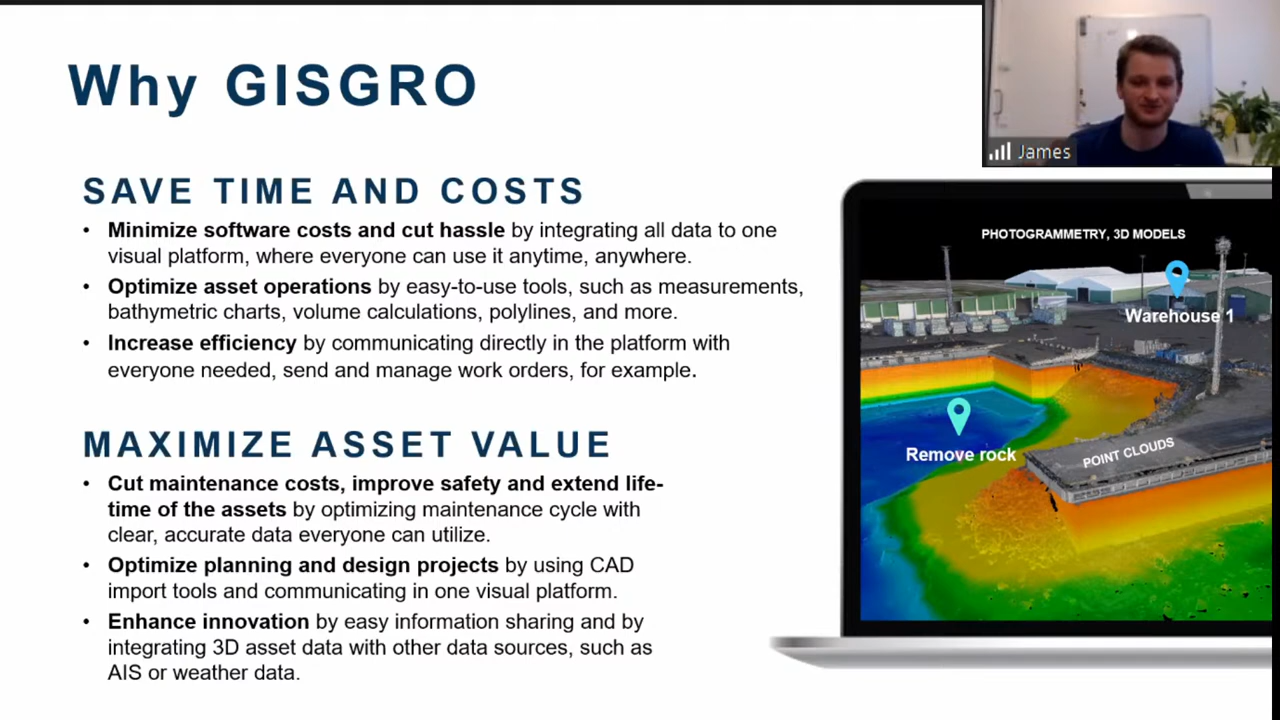 Why GISGRO
James
SAVE TIME AND COSTS
• Minimize software costs and cut hassle by integrating all data to one
visual platform, where everyone can use it anytime, anywhere.
• Optimize asset operations by easy-to-use tools, such as measurements,
bathymetric charts, volume calculations, polylines, and more.
• Increase efficiency by communicating directly in the platform with
everyone needed, send and manage work orders, for example.
MAXIMIZE ASSET VALUE
• Cut maintenance costs, improve safety and extend life-
time of the assets by optimizing maintenance cycle with
clear, accurate data everyone can utilize.
• Optimize planning and design projects by using CAD
import tools and communicating in one visual platform.
• Enhance innovation by easy information sharing and by
integrating 3D asset data with other data sources, such as
AIS or weather data.
PHOTOGRAMMETRY, 3D MODELS
Warehouse 1
Remove rock
POINT CLOUDS